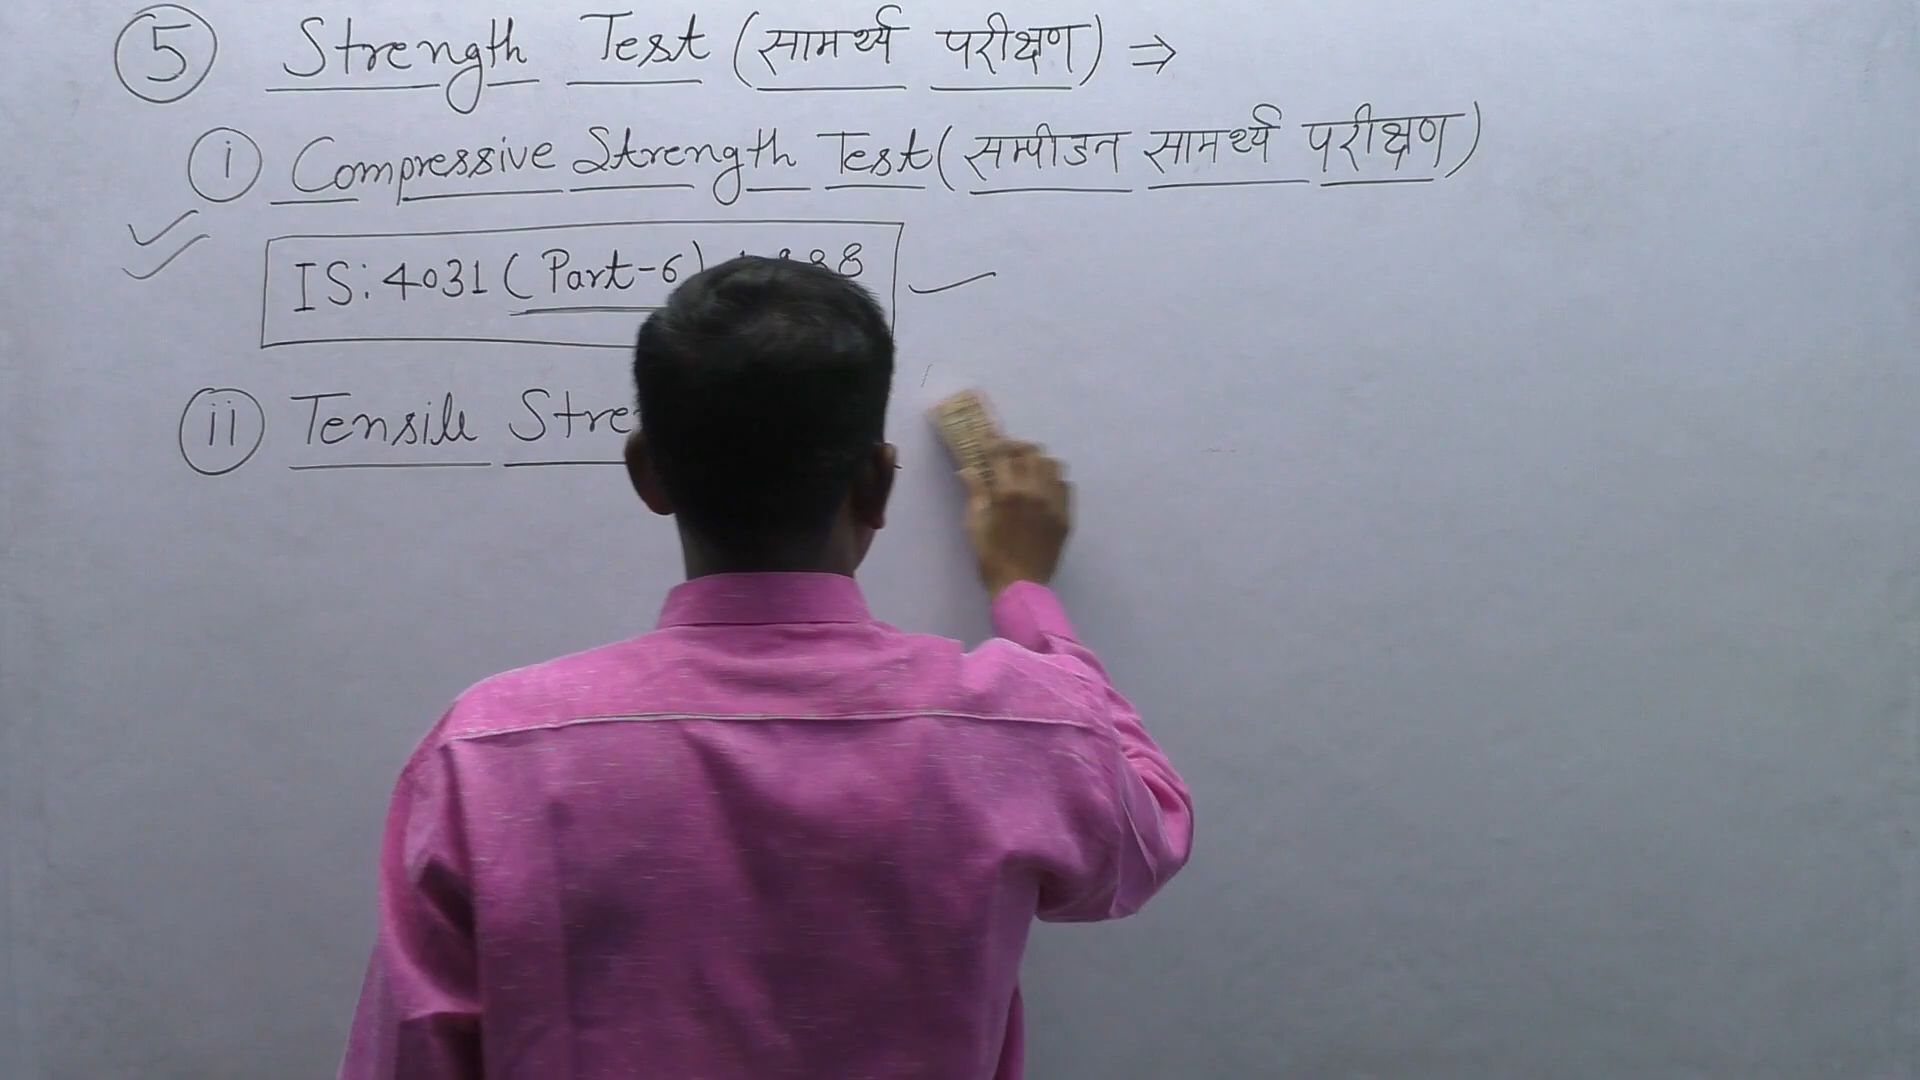 5 Strength Test (सामर्थ्य परीक्षण) ⇒
i Compressive Strength Test (सम्पीडन सामर्थ्य परीक्षण)
IS: 4031 (Part-6)
ii Tensile